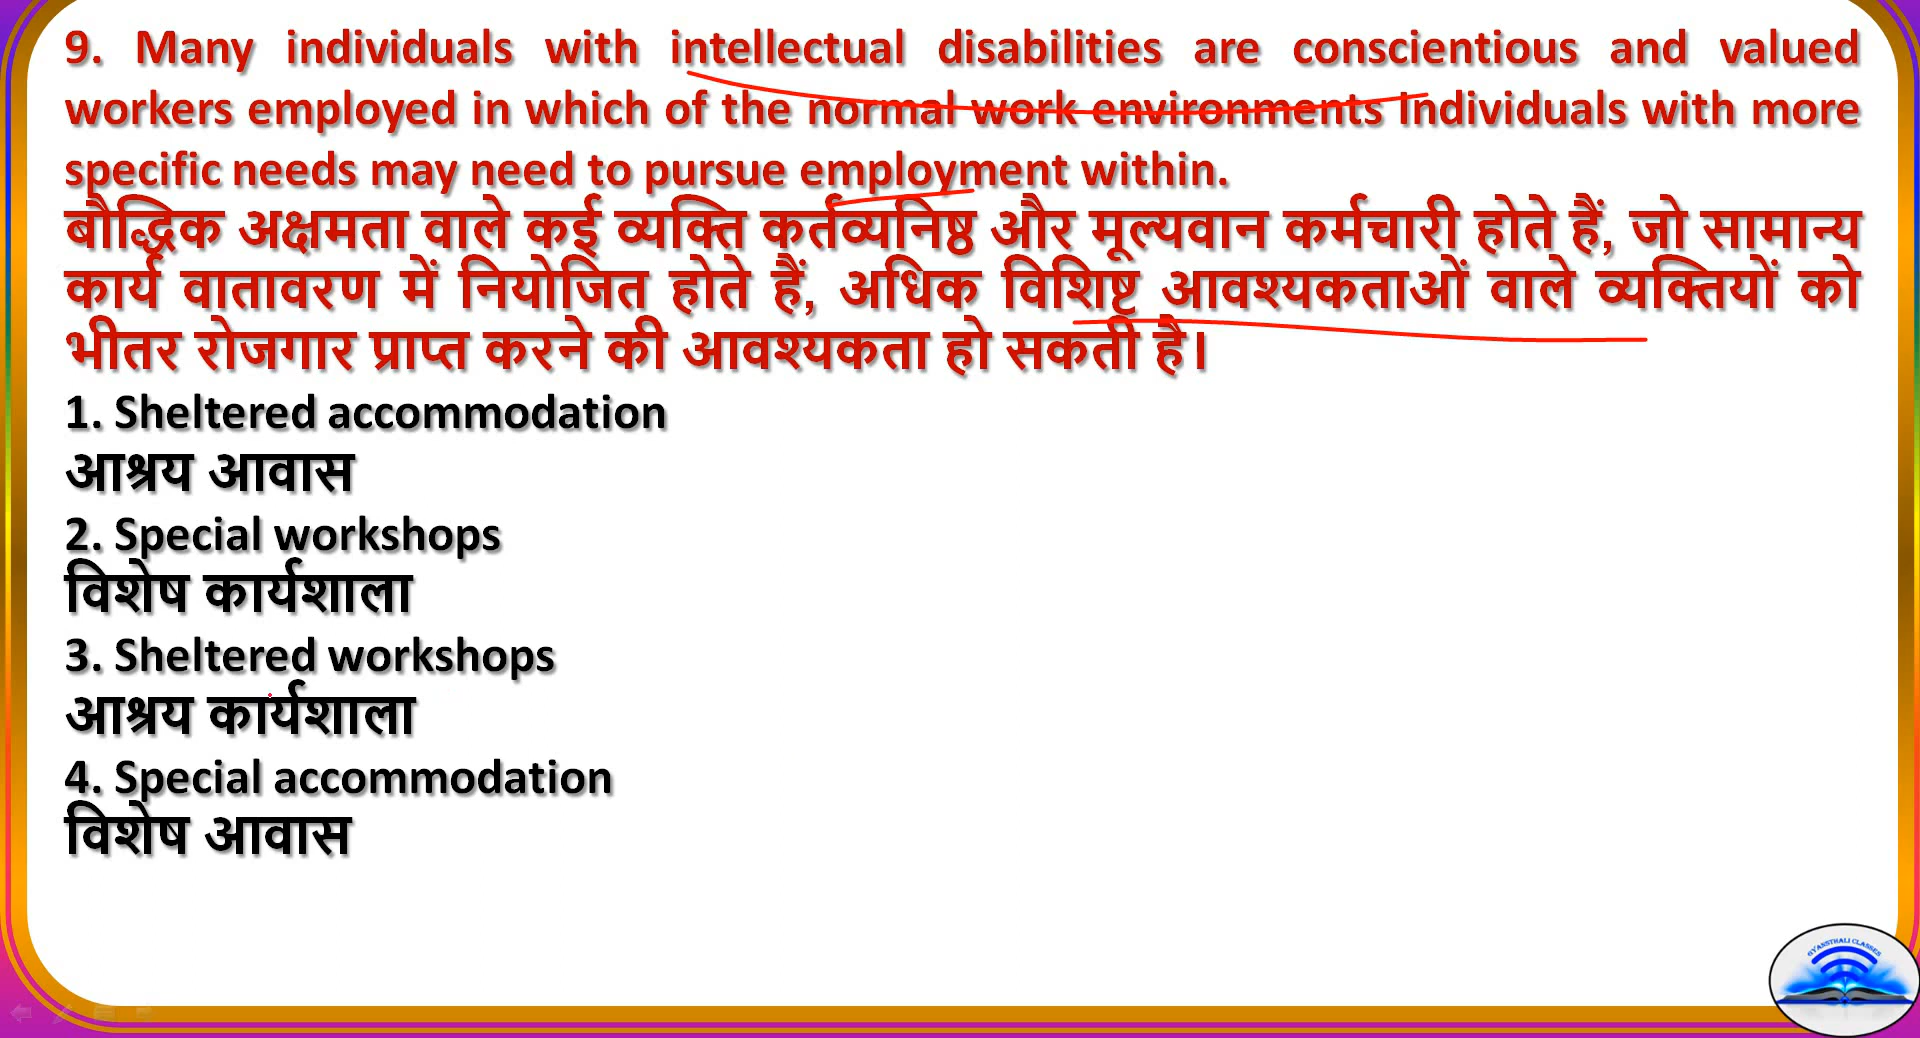 9. Many individuals with intellectual disabilities are conscientious and valued
workers employed in which of the normal work environments Individuals with more
specific needs may need to pursue employment within.
बौद्धिक अक्षमता वाले कई व्यक्ति कर्तव्यनिष्ठ और मूल्यवान कर्मचारी होते हैं, जो सामान्य
कार्य वातावरण में नियोजित होते हैं, अधिक विशिष्ट आवश्यकताओं वाले व्यक्तियों को
भीतर रोजगार प्राप्त करने की आवश्यकता हो सकती है।
1. Sheltered accommodation
आश्रय आवास
2. Special workshops
विशेष कार्यशाला
3. Sheltered workshops
आश्रय कार्यशाला
4. Special accommodation
विशेष आवास
GYANSTHALI CLASSES